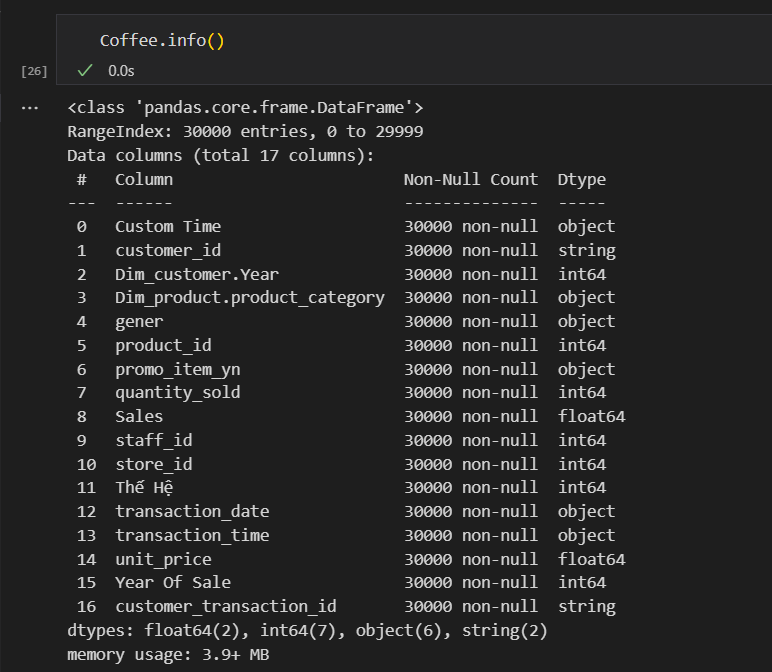 Coffee.info()
[26] ✓ 0.0s
... <class 'pandas.core.frame.DataFrame'>
RangeIndex: 30000 entries, 0 to 29999
Data columns (total 17 columns):
 #   Column                       Non-Null Count  Dtype
---  ------                       --------------  -----
 0   Custom Time                  30000 non-null  object
 1   customer_id                  30000 non-null  string
 2   Dim_customer.Year            30000 non-null  int64
 3   Dim_product.product_category 30000 non-null  object
 4   gener                        30000 non-null  object
 5   product_id                   30000 non-null  int64
 6   promo_item_yn                30000 non-null  object
 7   quantity_sold                30000 non-null  int64
 8   Sales                        30000 non-null  float64
 9   staff_id                     30000 non-null  int64
 10  store_id                     30000 non-null  int64
 11  Thế Hệ                       30000 non-null  int64
 12  transaction_date             30000 non-null  object
 13  transaction_time             30000 non-null  object
 14  unit_price                   30000 non-null  float64
 15  Year Of Sale                 30000 non-null  int64
 16  customer_transaction_id      30000 non-null  string
dtypes: float64(2), int64(7), object(6), string(2)
memory usage: 3.9+ MB